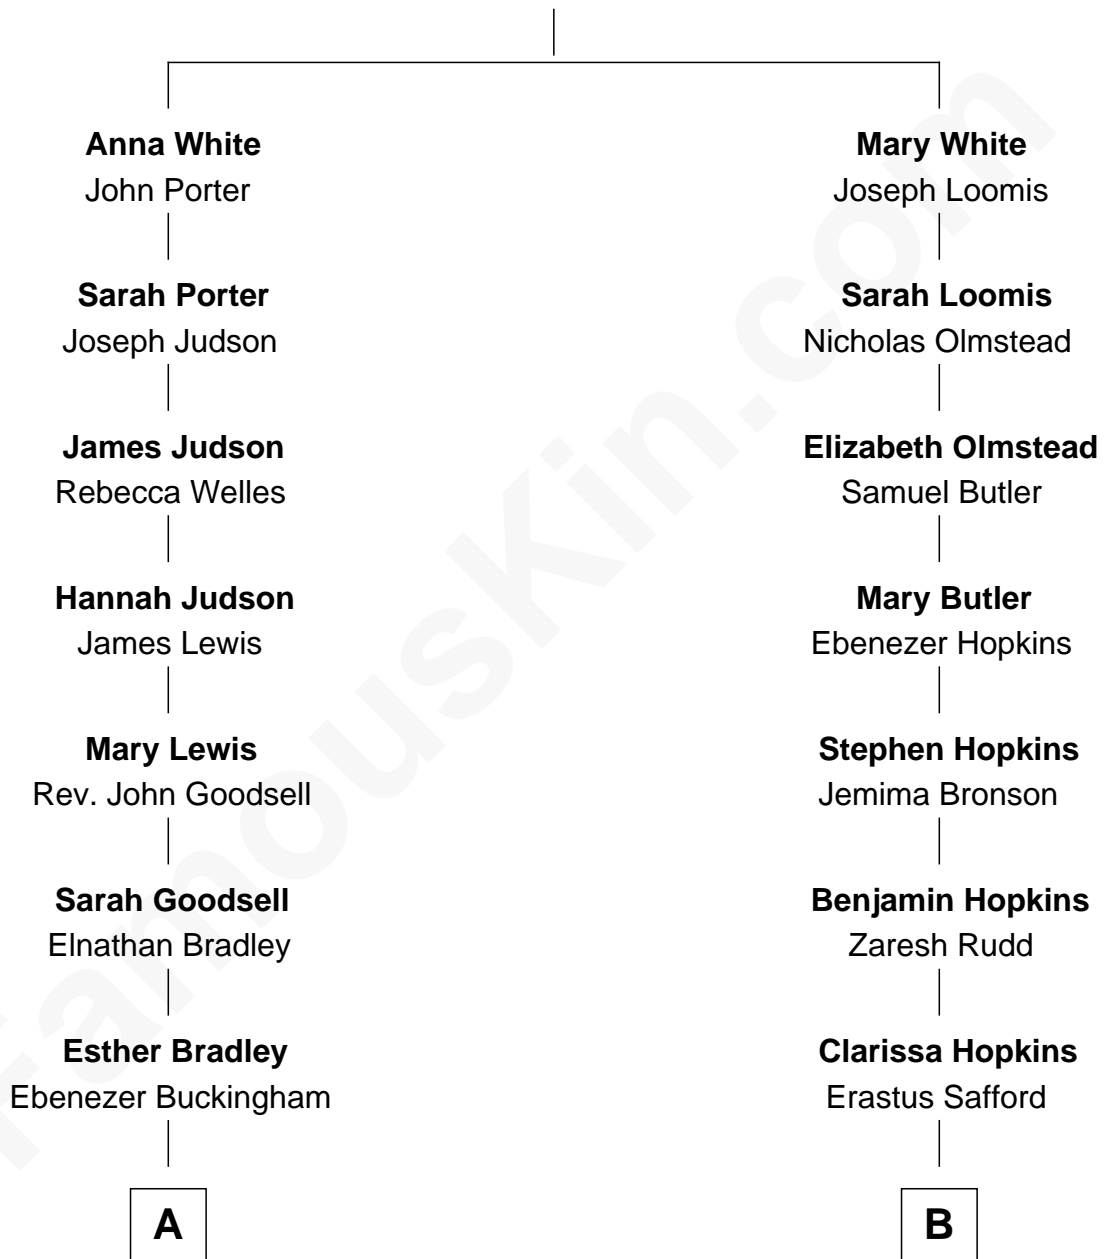 Anna White
John Porter
Sarah Porter
Joseph Judson
James Judson
Rebecca Welles
Hannah Judson
James Lewis
Mary Lewis
Rev. John Goodsell
Sarah Goodsell
Elnathan Bradley
Esther Bradley
Ebenezer Buckingham
A
Mary White
Joseph Loomis
Sarah Loomis
Nicholas Olmstead
Elizabeth Olmstead
Samuel Butler
Mary Butler
Ebenezer Hopkins
Stephen Hopkins
Jemima Bronson
Benjamin Hopkins
Zaresh Rudd
Clarissa Hopkins
Erastus Safford
B
FamousKin.com